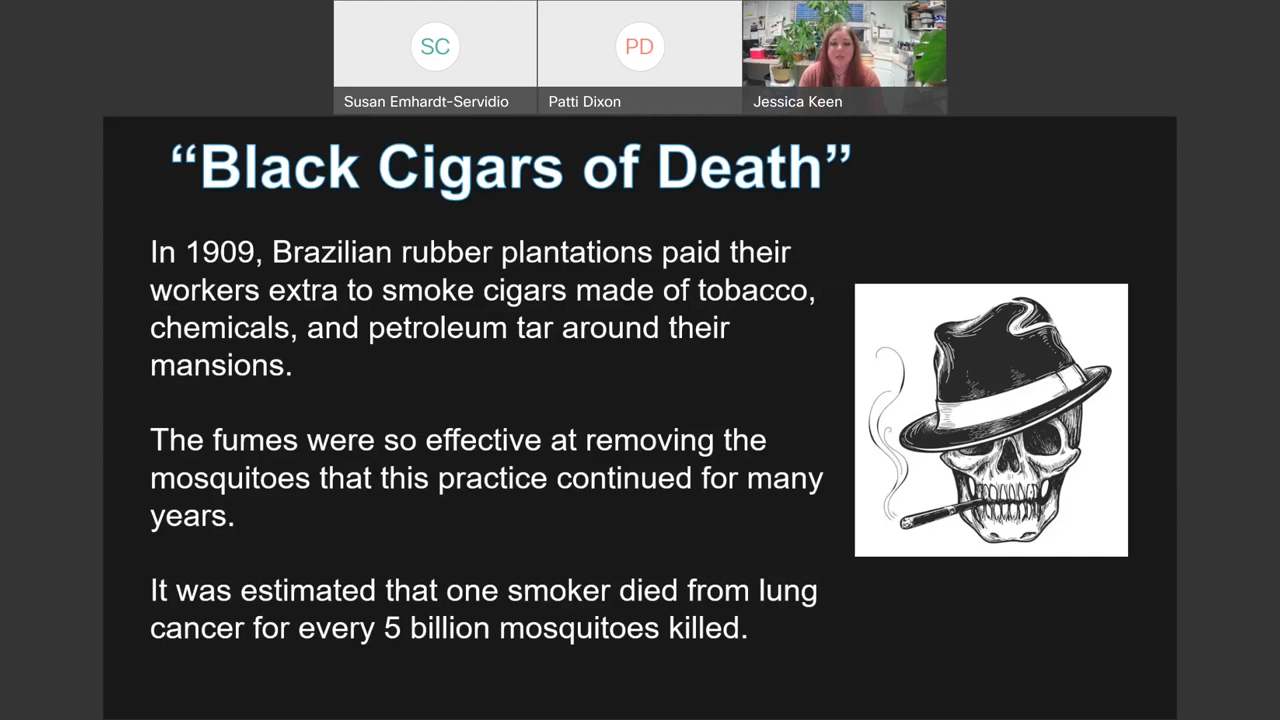 SC
PD
Susan Emhardt-Servidio
Patti Dixon
Jessica Keen
“Black Cigars of Death”
In 1909, Brazilian rubber plantations paid their
workers extra to smoke cigars made of tobacco,
chemicals, and petroleum tar around their
mansions.
The fumes were so effective at removing the
mosquitoes that this practice continued for many
years.
It was estimated that one smoker died from lung
cancer for every 5 billion mosquitoes killed.